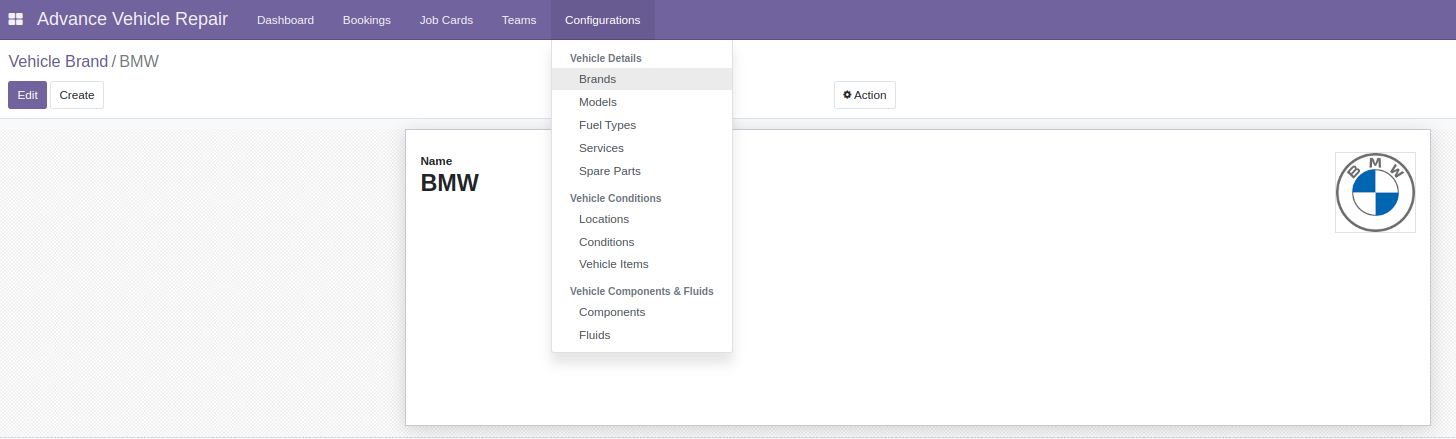 Advance Vehicle Repair Dashboard Bookings Job Cards Teams Configurations
Vehicle Brand / BMW
Edit Create Action
Vehicle Details
Brands
Models
Fuel Types
Services
Spare Parts
Vehicle Conditions
Locations
Conditions
Vehicle Items
Vehicle Components & Fluids
Components
Fluids
Name
BMW
BMW